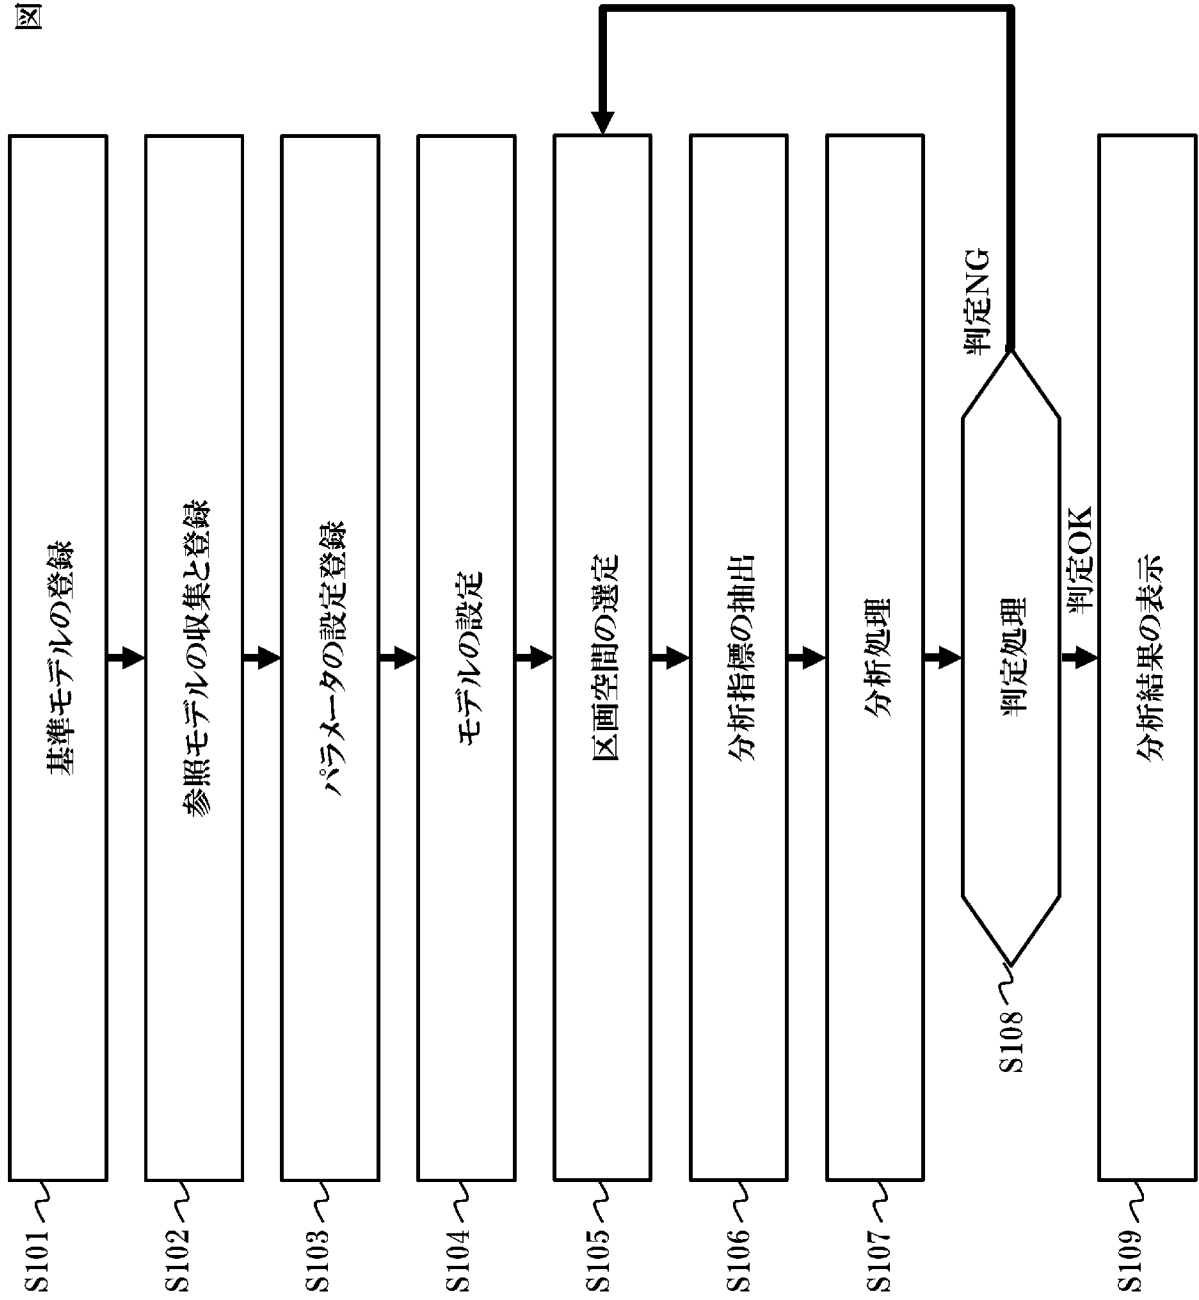 図
S101
基準モデルの登録
S102
参照モデルの収集と登録
S103
パラメータの設定登録
S104
モデルの設定
S105
区画空間の選定
S106
分析指標の抽出
S107
分析処理
S108
判定処理
判定NG
判定OK
S109
分析結果の表示